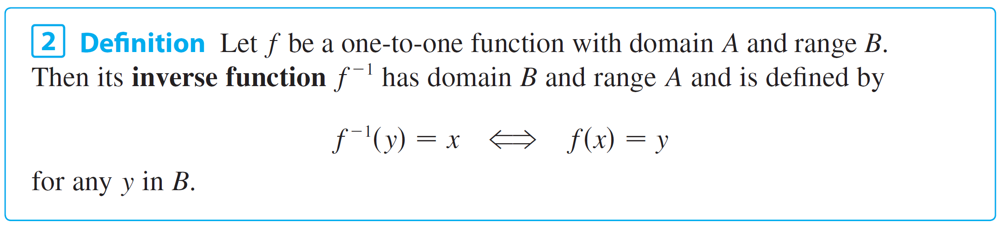 2 Definition Let f be a one-to-one function with domain A and range B.
Then its inverse function f⁻¹ has domain B and range A and is defined by
f⁻¹(y) = x ⟺ f(x) = y
for any y in B.